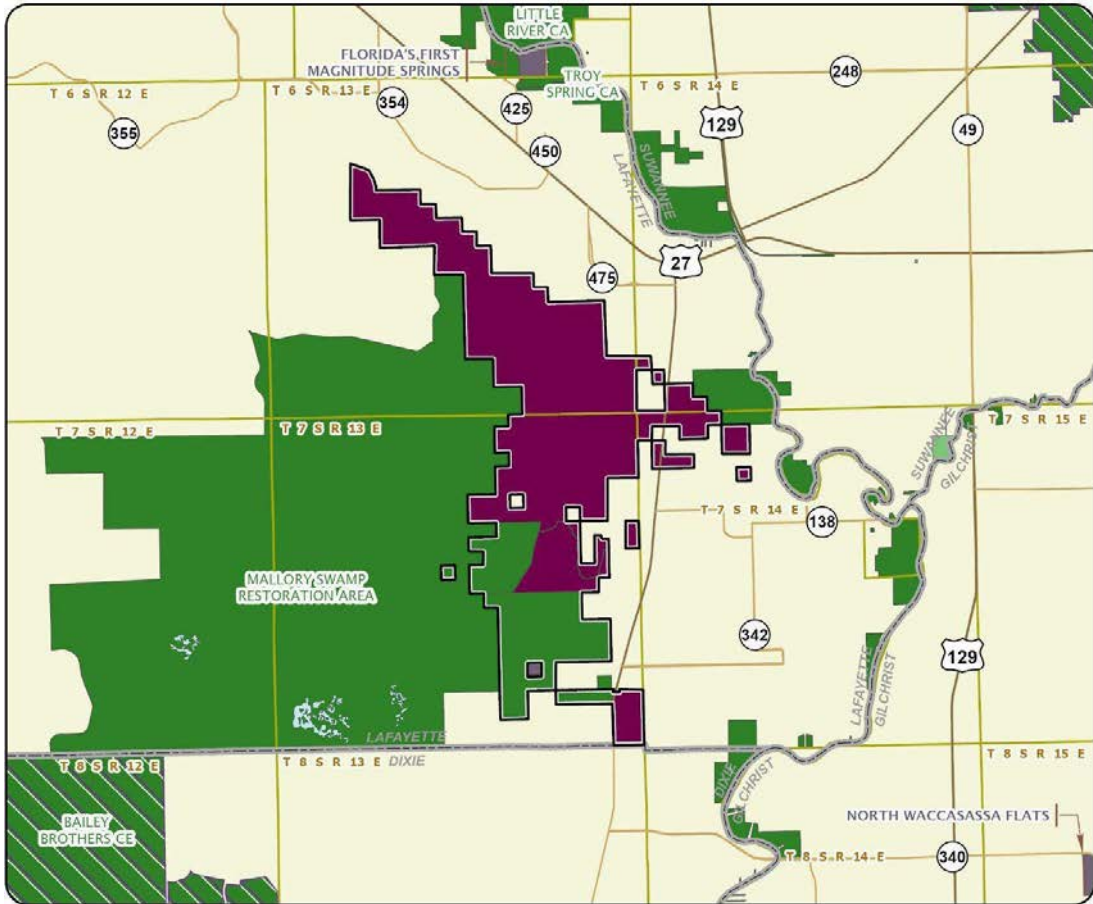 LITTLE
RIVER CA
FLORIDA'S FIRST
MAGNITUDE SPRINGS
TROY
SPRING CA
T 6 S R 12 E
T 6 S R 13 E
T 6 S R 14 E
248
354
425
129
355
49
450
SUWANNEE
LAFAYETTE
27
475
T 7 S R 12 E
T 7 S R 13 E
T 7 S R 15 E
SUWANNEE
GILCHRIST
T 7 S R 14 E
138
MALLORY SWAMP
RESTORATION AREA
342
129
LAFAYETTE
GILCHRIST
LAFAYETTE
DIXIE
T 8 S R 12 E
T 8 S R 13 E
T 8 S R 15 E
DIXIE
GILCHRIST
BAILEY
BROTHERS CE
NORTH WACCASASSA FLATS
T 8 S R 14 E
340